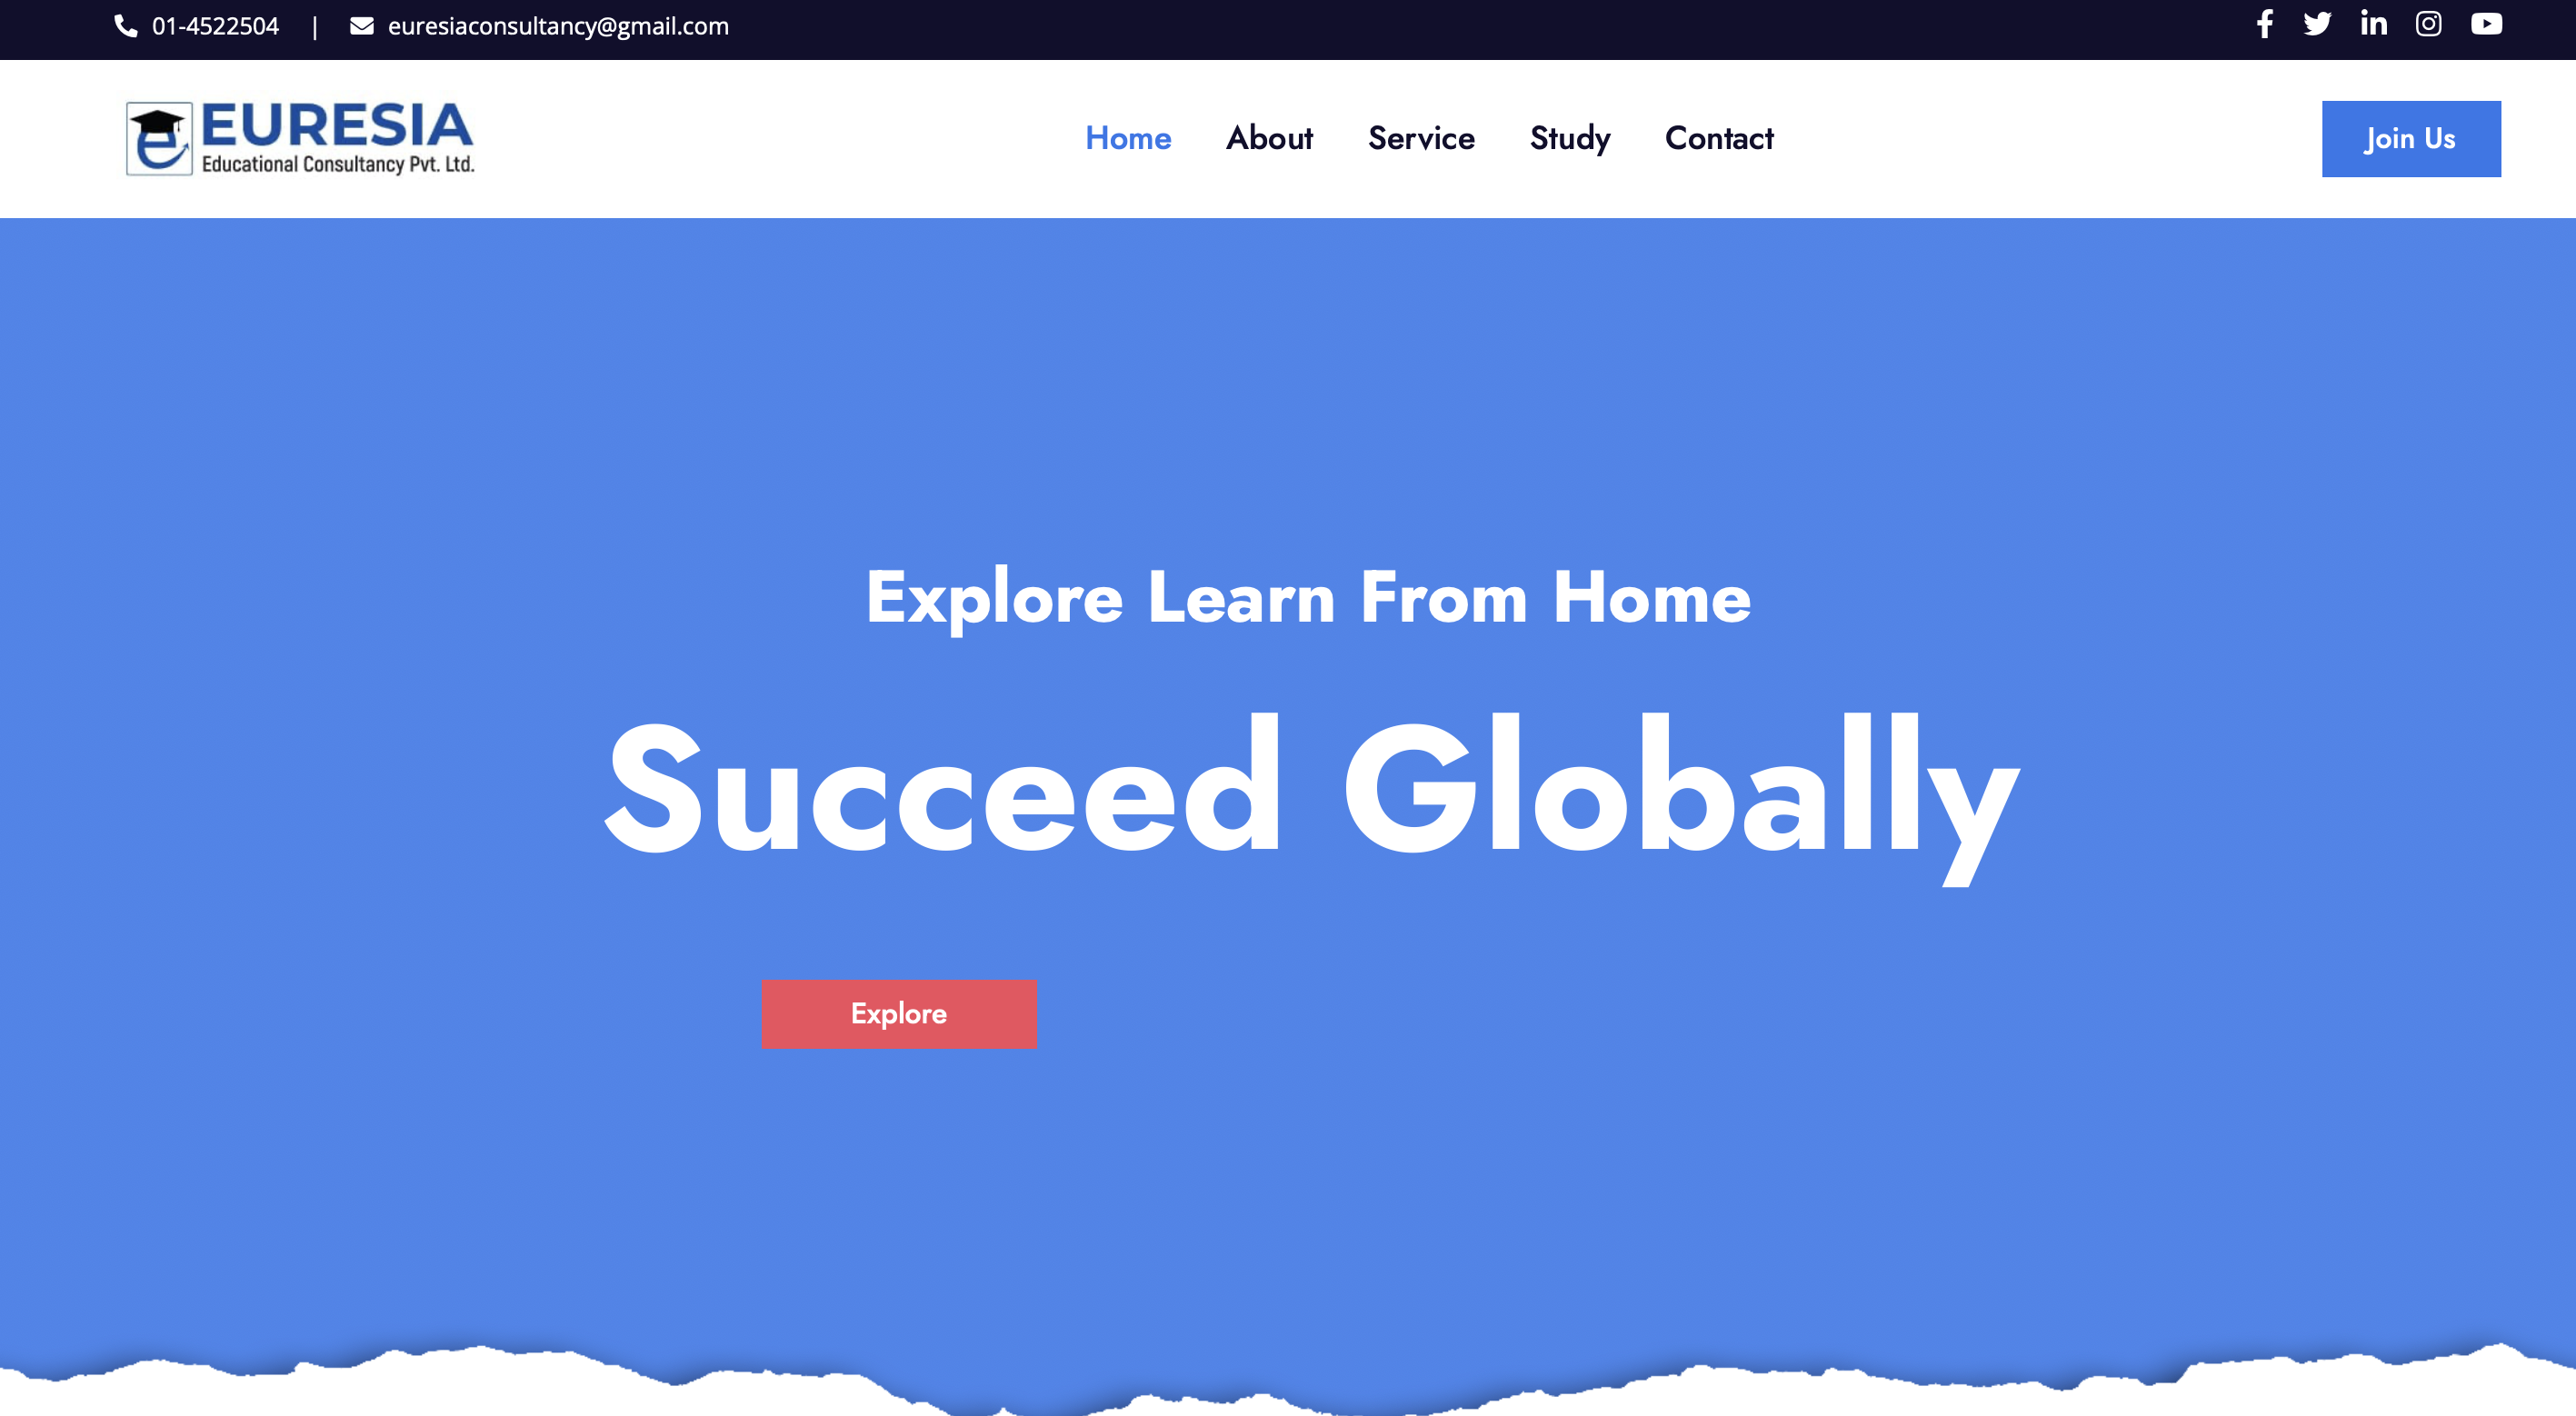 01-4522504 | euresiaconsultancy@gmail.com
EURESIA
Educational Consultancy Pvt. Ltd.
Home About Service Study Contact
Join Us
Explore Learn From Home
Succeed Globally
Explore